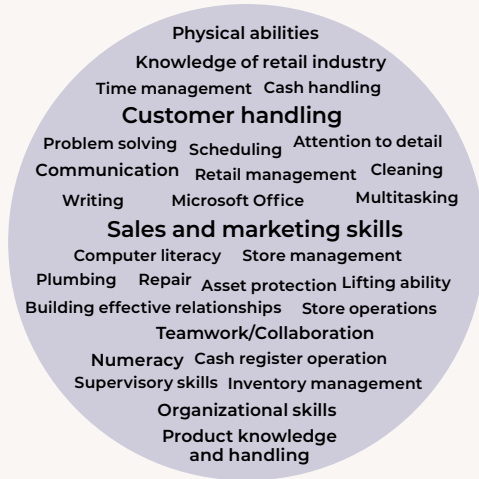 Physical abilities
Knowledge of retail industry
Time management Cash handling
Customer handling
Problem solving Scheduling Attention to detail
Communication Retail management Cleaning
Writing Microsoft Office Multitasking
Sales and marketing skills
Computer literacy Store management
Plumbing Repair Asset protection Lifting ability
Building effective relationships Store operations
Teamwork/Collaboration
Numeracy Cash register operation
Supervisory skills Inventory management
Organizational skills
Product knowledge
and handling